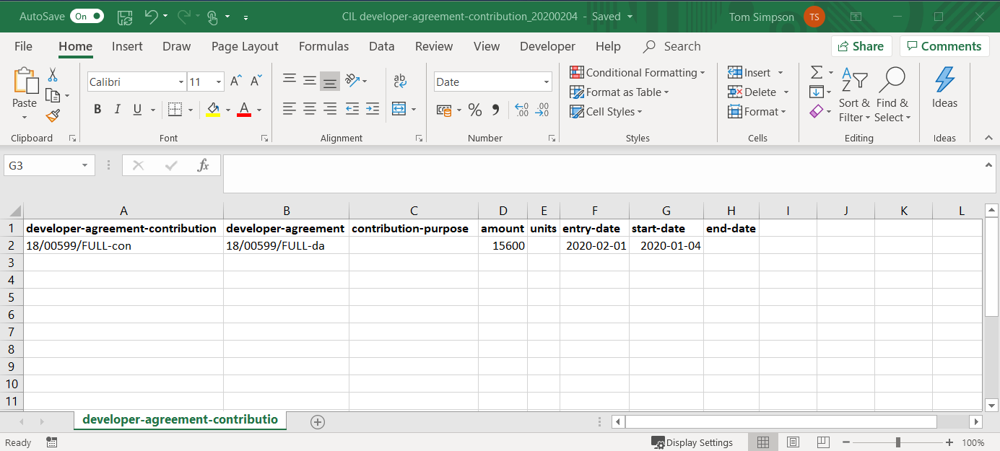 AutoSave On CIL developer-agreement-contribution_20200204 - Saved Tom Simpson TS
File Home Insert Draw Page Layout Formulas Data Review View Developer Help Search Share Comments
Calibri 11 A^ A˅ ab Date Conditional Formatting Insert Σ A Z
Paste Format as Table Delete Sort & Find & Ideas
B I U A % , .00 .00 Cell Styles Format Filter Select
Clipboard Font Alignment Number Styles Cells Editing Ideas
G3 fx
A B C D E F G H I J K L
1 developer-agreement-contribution developer-agreement contribution-purpose amount units entry-date start-date end-date
2 18/00599/FULL-con 18/00599/FULL-da 15600 2020-02-01 2020-01-04
3
4
5
6
7
8
9
10
11
developer-agreement-contributio
Ready Display Settings 100%